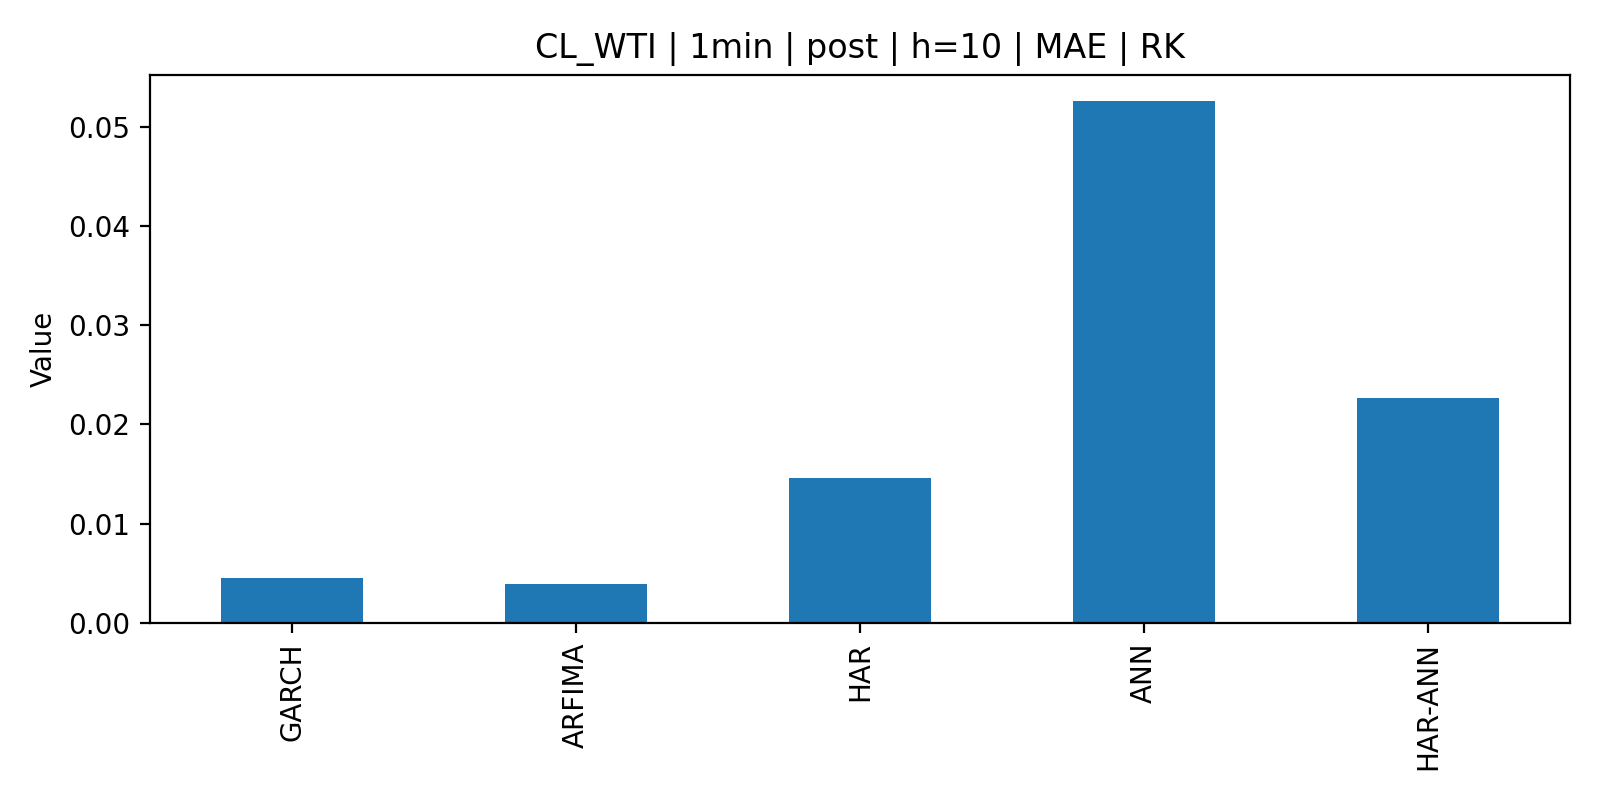 CL_WTI | 1min | post | h=10 | MAE | RK
Value
0.05
0.04
0.03
0.02
0.01
0.00
GARCH
ARFIMA
HAR
ANN
HAR-ANN